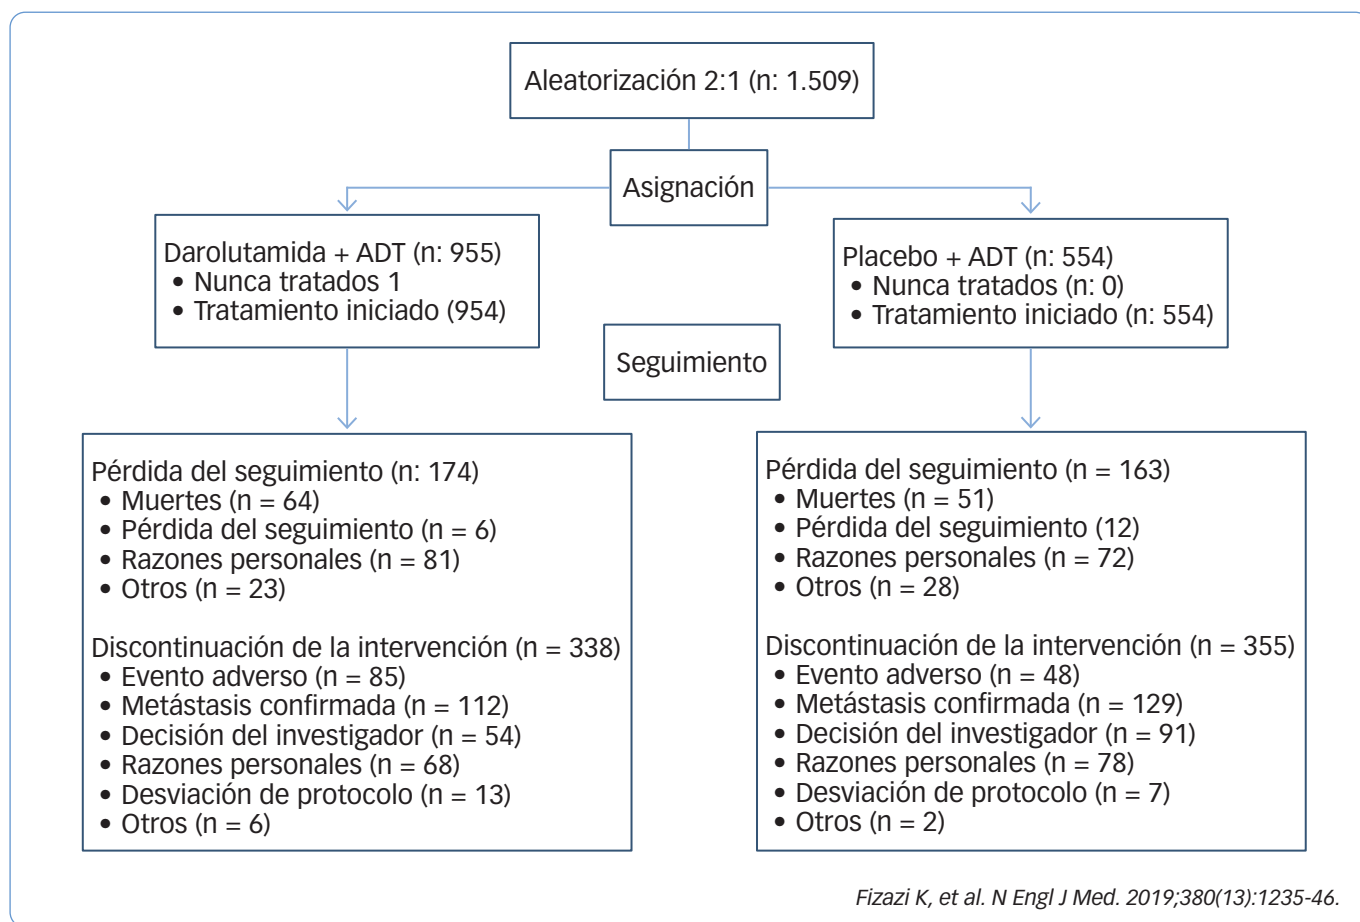 Aleatorización 2:1 (n: 1.509)
Asignación
Darolutamida + ADT (n: 955)
• Nunca tratados 1
• Tratamiento iniciado (954)
Placebo + ADT (n: 554)
• Nunca tratados (n: 0)
• Tratamiento iniciado (n: 554)
Seguimiento
Pérdida del seguimiento (n: 174)
• Muertes (n = 64)
• Pérdida del seguimiento (n = 6)
• Razones personales (n = 81)
• Otros (n = 23)
Discontinuación de la intervención (n = 338)
• Evento adverso (n = 85)
• Metástasis confirmada (n = 112)
• Decisión del investigador (n = 54)
• Razones personales (n = 68)
• Desviación de protocolo (n = 13)
• Otros (n = 6)
Pérdida del seguimiento (n = 163)
• Muertes (n = 51)
• Pérdida del seguimiento (12)
• Razones personales (n = 72)
• Otros (n = 28)
Discontinuación de la intervención (n = 355)
• Evento adverso (n = 48)
• Metástasis confirmada (n = 129)
• Decisión del investigador (n = 91)
• Razones personales (n = 78)
• Desviación de protocolo (n = 7)
• Otros (n = 2)
Fizazi K, et al. N Engl J Med. 2019;380(13):1235-46.